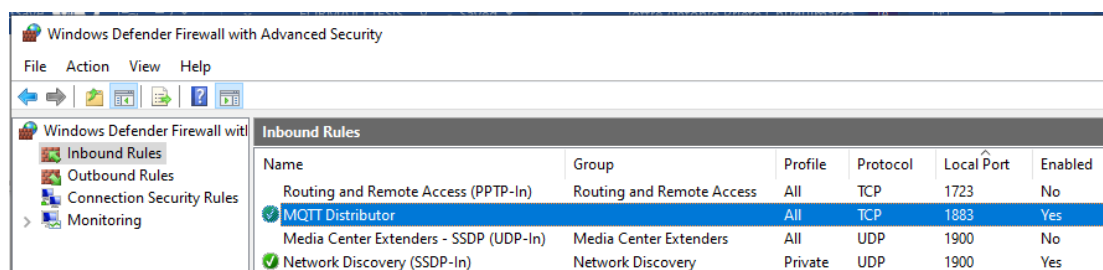 Windows Defender Firewall with Advanced Security
File Action View Help
Windows Defender Firewall witl
Inbound Rules
Outbound Rules
Connection Security Rules
Monitoring
Inbound Rules
Name Group Profile Protocol Local Port Enabled
Routing and Remote Access (PPTP-In) Routing and Remote Access All TCP 1723 No
MQTT Distributor All TCP 1883 Yes
Media Center Extenders - SSDP (UDP-In) Media Center Extenders All UDP 1900 No
Network Discovery (SSDP-In) Network Discovery Private UDP 1900 Yes